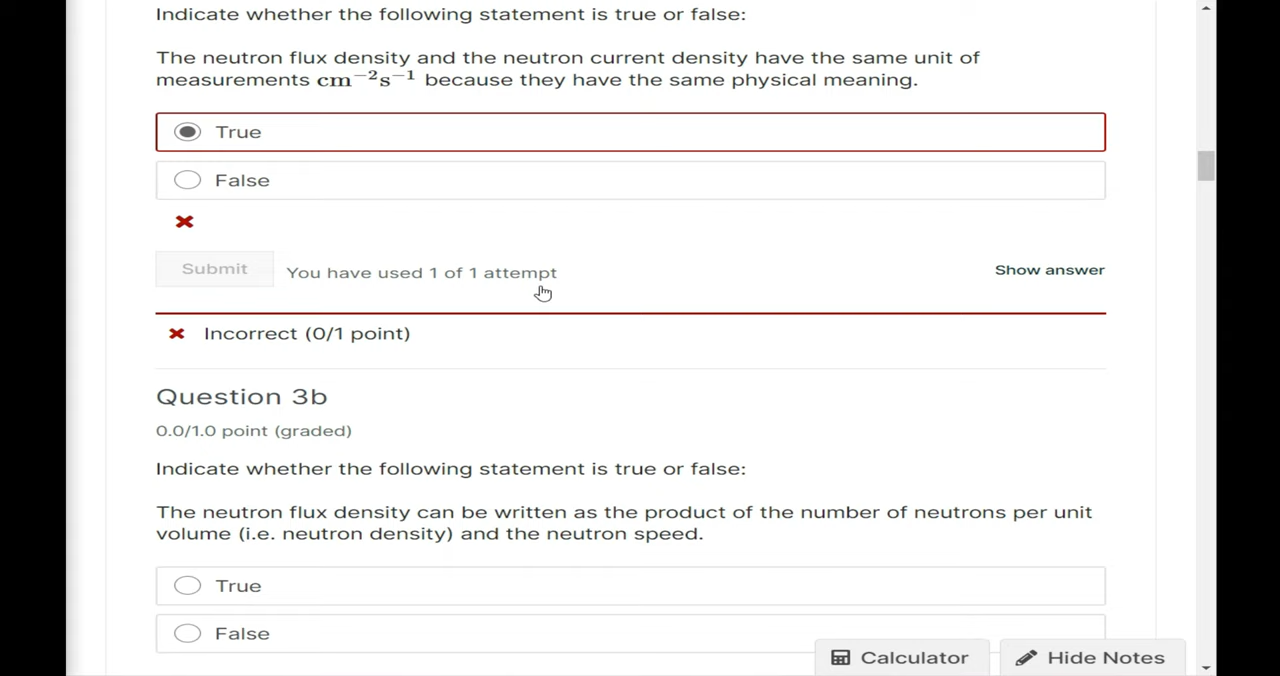 Indicate whether the following statement is true or false:
The neutron flux density and the neutron current density have the same unit of
measurements cm⁻²s⁻¹ because they have the same physical meaning.
True
False
Submit
You have used 1 of 1 attempt
Show answer
Incorrect (0/1 point)
Question 3b
0.0/1.0 point (graded)
Indicate whether the following statement is true or false:
The neutron flux density can be written as the product of the number of neutrons per unit
volume (i.e. neutron density) and the neutron speed.
True
False
Calculator
Hide Notes